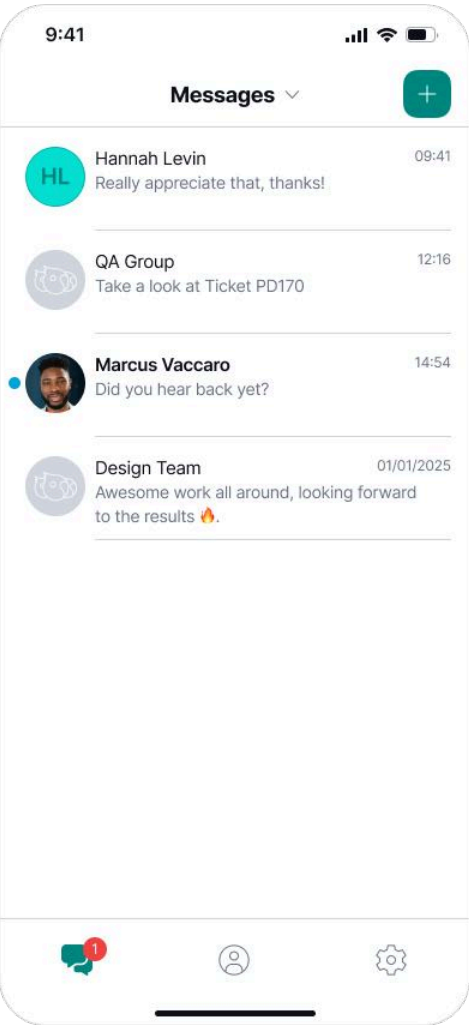 9:41
Messages
HL
Hannah Levin 09:41
Really appreciate that, thanks!
QA Group 12:16
Take a look at Ticket PD170
Marcus Vaccaro 14:54
Did you hear back yet?
Design Team 01/01/2025
Awesome work all around, looking forward
to the results 🔥.
1